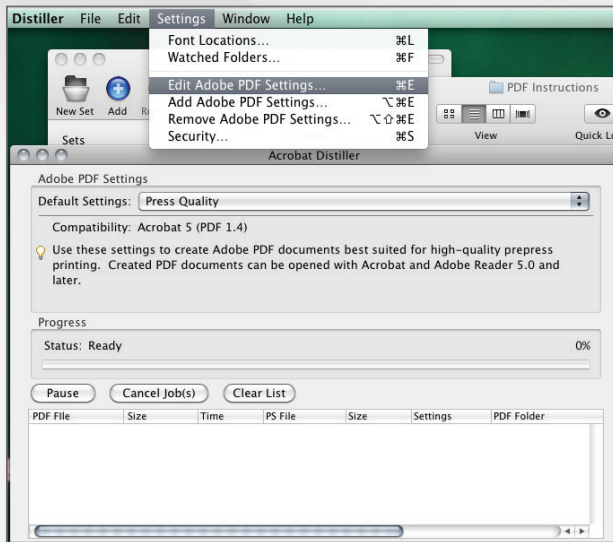 Distiller File Edit Settings Window Help
Font Locations... ⌘L
Watched Folders... ⌘F
Edit Adobe PDF Settings... ⌘E
Add Adobe PDF Settings... ⌥⌘E
Remove Adobe PDF Settings... ⌥⇧⌘E
Security... ⌘S
PDF Instructions
New Set Add
View
Sets
Acrobat Distiller
Adobe PDF Settings
Default Settings: Press Quality
Compatibility: Acrobat 5 (PDF 1.4)
Use these settings to create Adobe PDF documents best suited for high-quality prepress
printing. Created PDF documents can be opened with Acrobat and Adobe Reader 5.0 and
later.
Progress
Status: Ready 0%
Pause Cancel Job(s) Clear List
PDF FIle Size Time PS File Size Settings PDF Folder